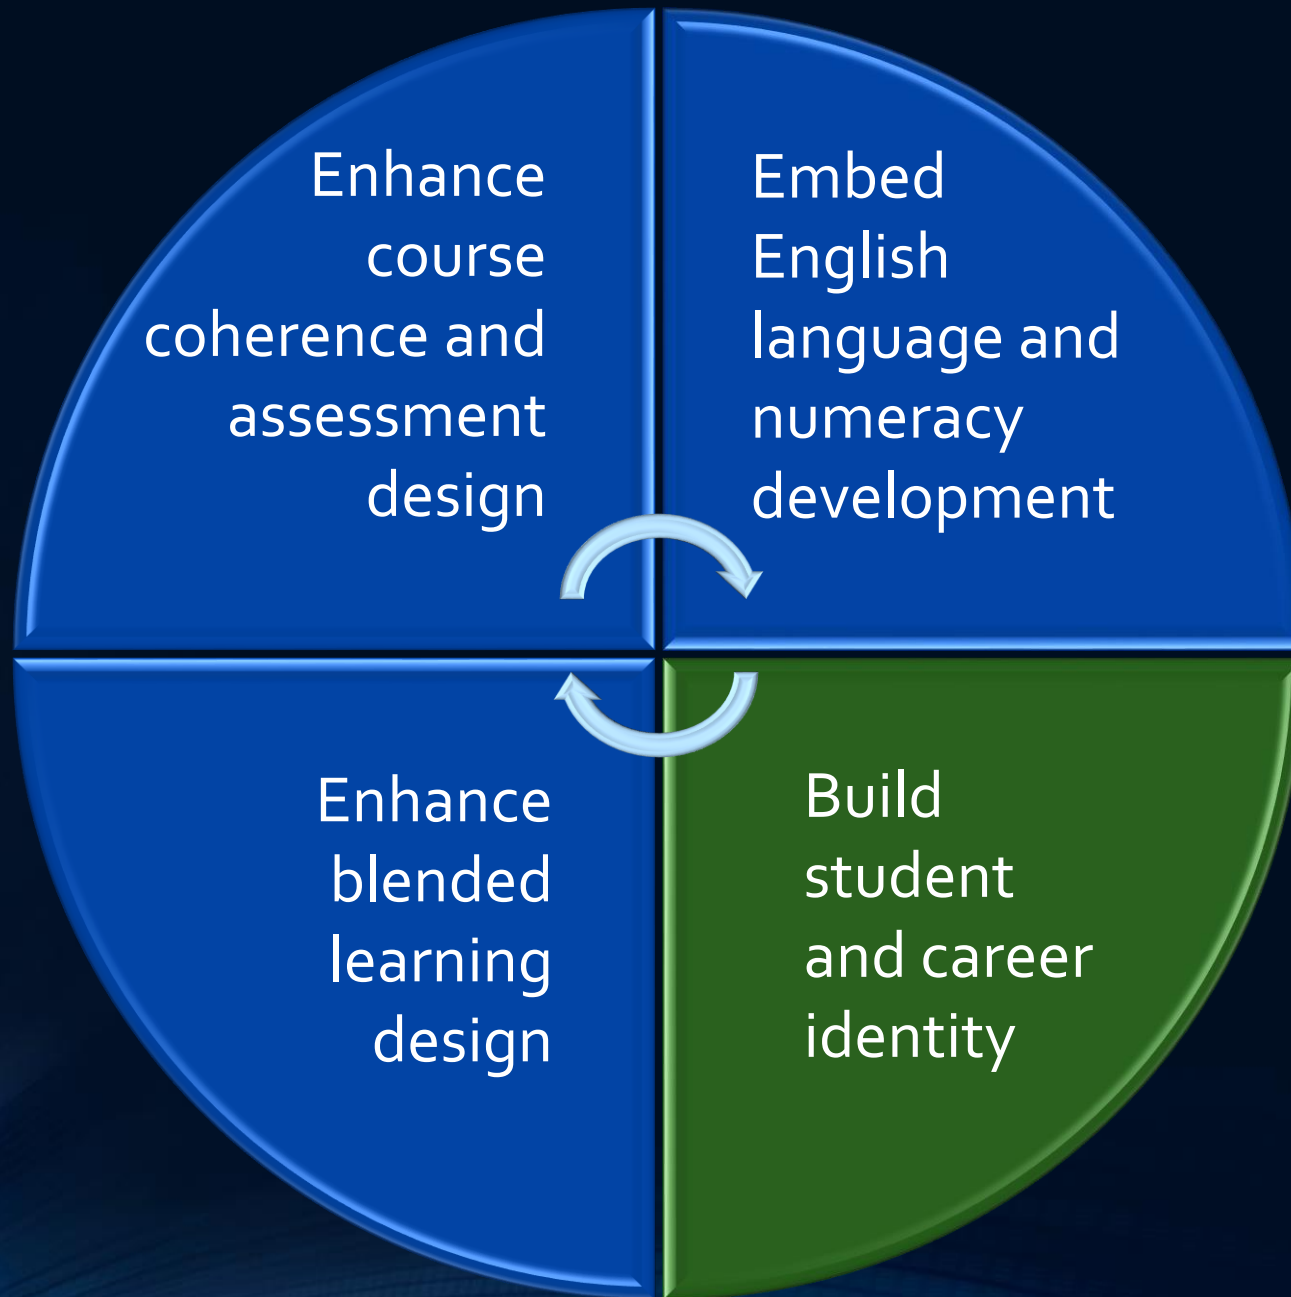 Enhance
course
coherence and
assessment
design
Embed
English
language and
numeracy
development
Enhance
blended
learning
design
Build
student
and career
identity